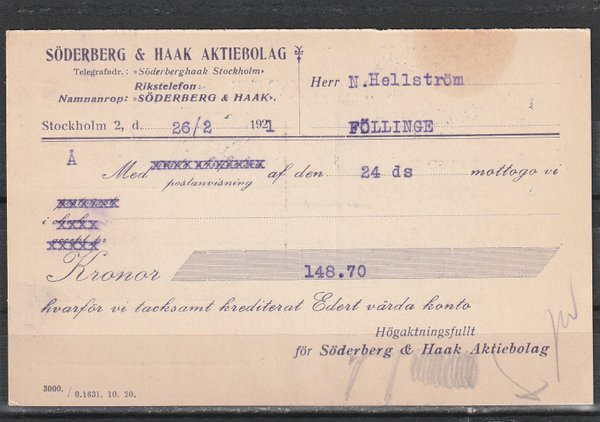 SÖDERBERG & HAAK AKTIEBOLAG
Telegrafadr.: »Söderberghaak Stockholm»
Rikstelefon
Namnanrop: »SÖDERBERG & HAAK».
Stockholm 2, d. 26/2 1921
Herr N.Hellström
FÖLLINGE
Å
Med postanvisning af den 24 ds mottogo vi
i
Kronor 148.70
hvarför vi tacksamt krediterat Edert värda konto
Högaktningsfullt
för Söderberg & Haak Aktiebolag
3000. / 0.1631. 10. 20.